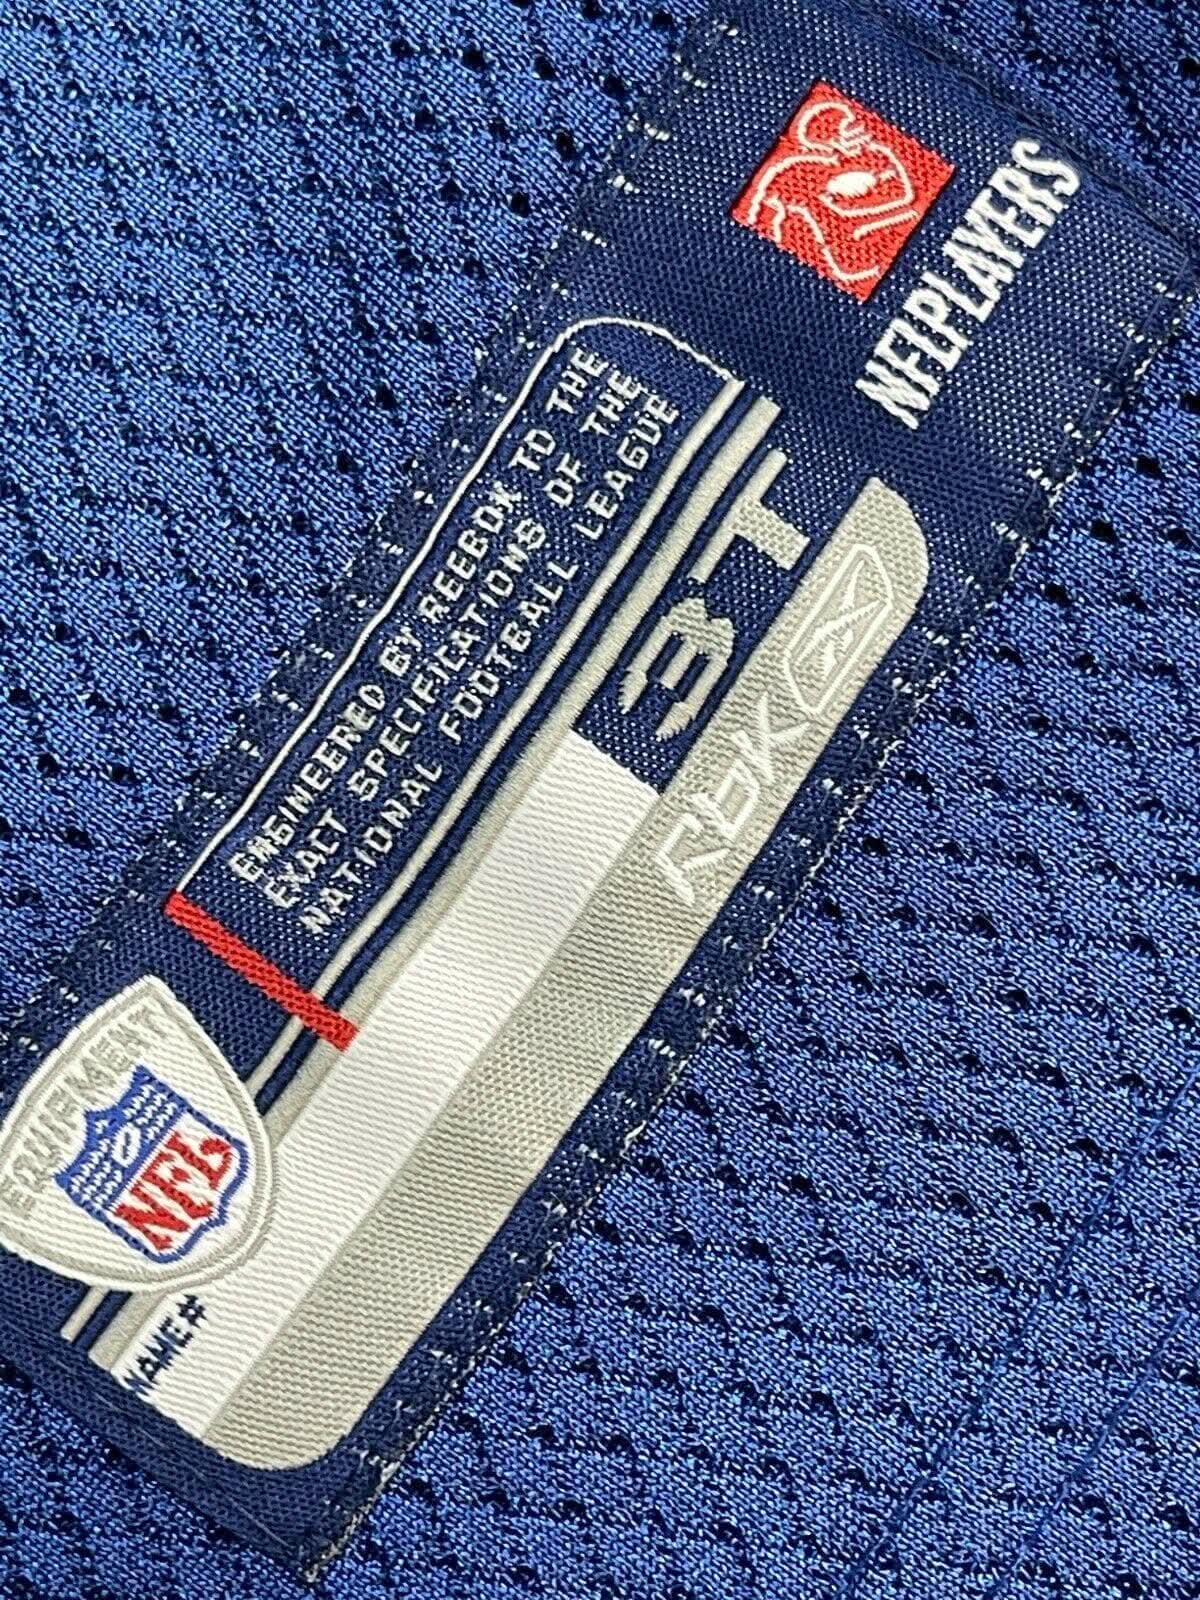 NFLPLAYERS
ENGINEERED BY REEBOK TO THE
EXACT SPECIFICATIONS OF THE
NATIONAL FOOTBALL LEAGUE
3T
RBK
EQUIPMENT
NFL
NAME #